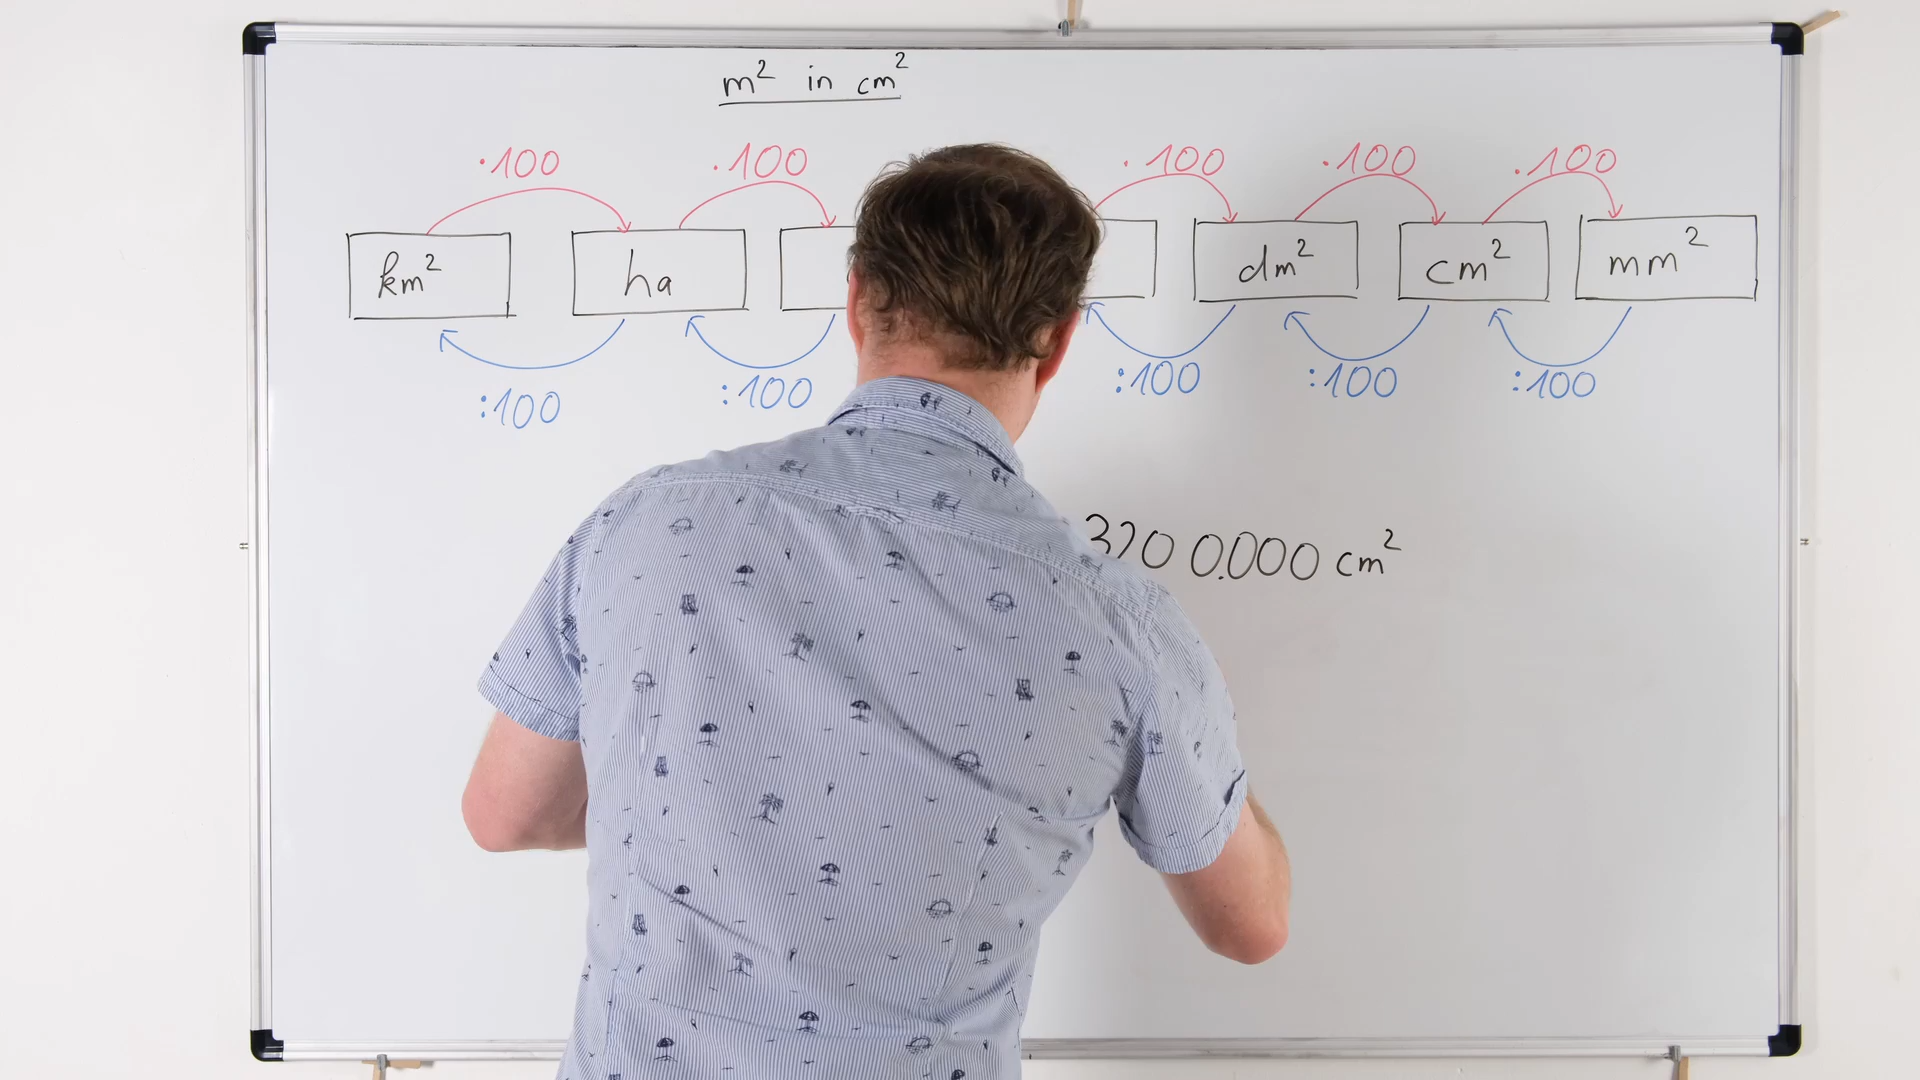 m² in cm²
·100 ·100 ·100 ·100 ·100
km² ha dm² cm² mm²
:100 :100 :100 :100 :100
3200.000 cm²